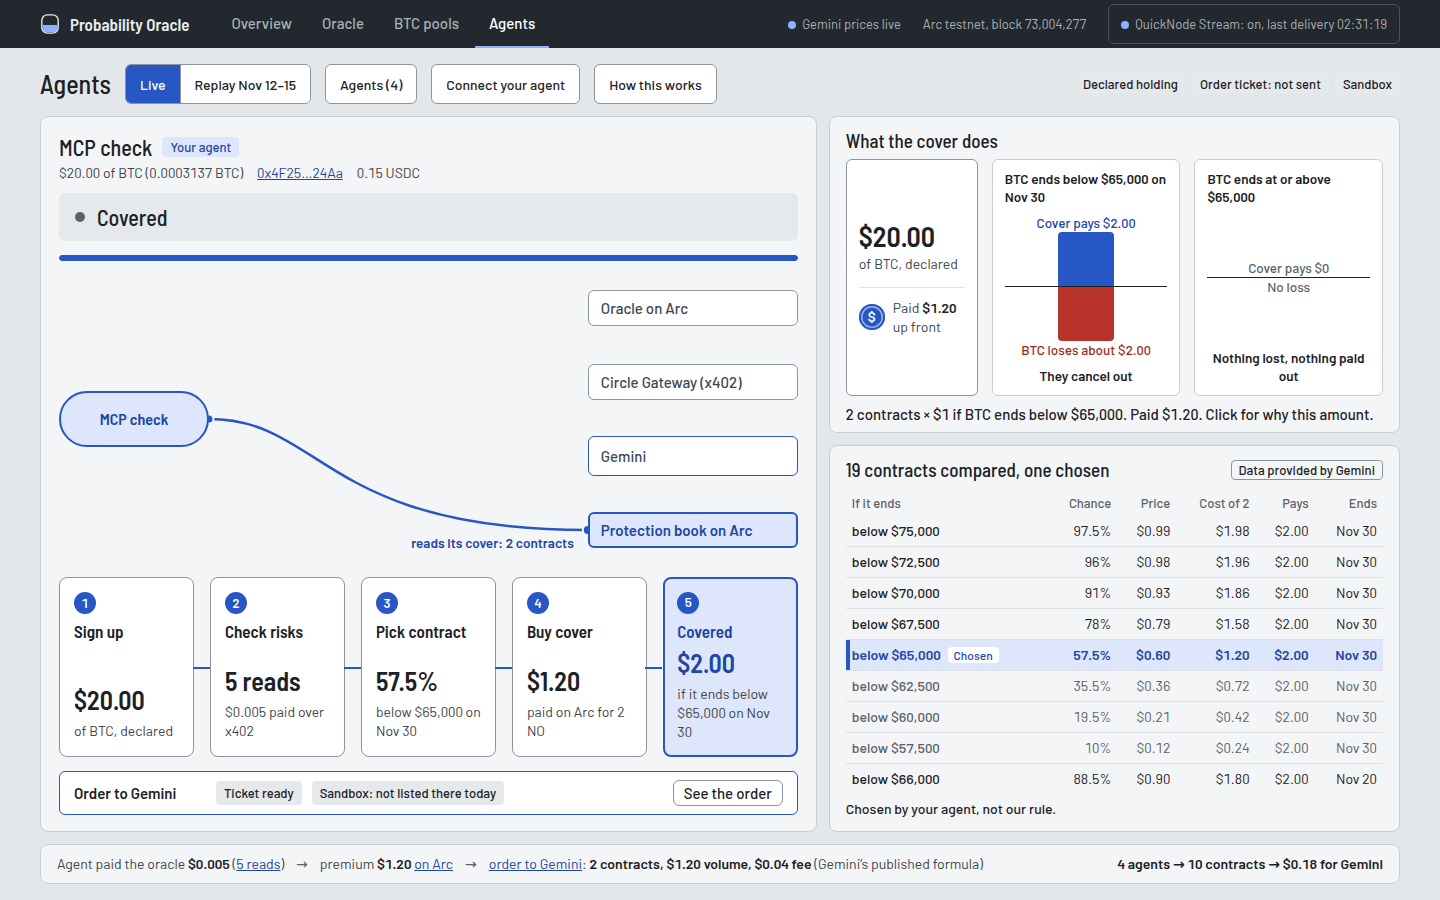 Probability Oracle Overview Oracle BTC pools Agents Gemini prices live Arc testnet, block 73,004,277 QuickNode Stream: on, last delivery 02:31:19
Agents Live Replay Nov 12–15 Agents (4) Connect your agent How this works Declared holding Order ticket: not sent Sandbox
MCP check Your agent
$20.00 of BTC (0.0003137 BTC) 0x4F25...24Aa 0.15 USDC
Covered
Oracle on Arc
Circle Gateway (x402)
MCP check
Gemini
Protection book on Arc
reads its cover: 2 contracts
1
Sign up
$20.00
of BTC, declared
2
Check risks
5 reads
$0.005 paid over
x402
3
Pick contract
57.5%
below $65,000 on
Nov 30
4
Buy cover
$1.20
paid on Arc for 2
NO
5
Covered
$2.00
if it ends below
$65,000 on Nov
30
Order to Gemini Ticket ready Sandbox: not listed there today See the order
What the cover does
$20.00
of BTC, declared
$ Paid $1.20
up front
BTC ends below $65,000 on
Nov 30
Cover pays $2.00
BTC loses about $2.00
They cancel out
BTC ends at or above
$65,000
Cover pays $0
No loss
Nothing lost, nothing paid
out
2 contracts × $1 if BTC ends below $65,000. Paid $1.20. Click for why this amount.
19 contracts compared, one chosen Data provided by Gemini
If it ends Chance Price Cost of 2 Pays Ends
below $75,000 97.5% $0.99 $1.98 $2.00 Nov 30
below $72,500 96% $0.98 $1.96 $2.00 Nov 30
below $70,000 91% $0.93 $1.86 $2.00 Nov 30
below $67,500 78% $0.79 $1.58 $2.00 Nov 30
below $65,000 Chosen 57.5% $0.60 $1.20 $2.00 Nov 30
below $62,500 35.5% $0.36 $0.72 $2.00 Nov 30
below $60,000 19.5% $0.21 $0.42 $2.00 Nov 30
below $57,500 10% $0.12 $0.24 $2.00 Nov 30
below $66,000 88.5% $0.90 $1.80 $2.00 Nov 20
Chosen by your agent, not our rule.
Agent paid the oracle $0.005 (5 reads) → premium $1.20 on Arc → order to Gemini: 2 contracts, $1.20 volume, $0.04 fee (Gemini's published formula) 4 agents → 10 contracts → $0.18 for Gemini